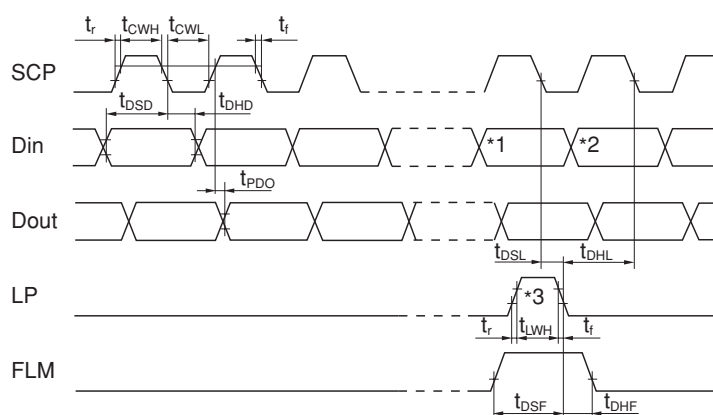 tr tCWH tCWL tf
SCP
tDSD tDHD
Din *1 *2
tPDO
Dout
tDSL tDHL
LP *3
tr tLWH tf
FLM
tDSF tDHF